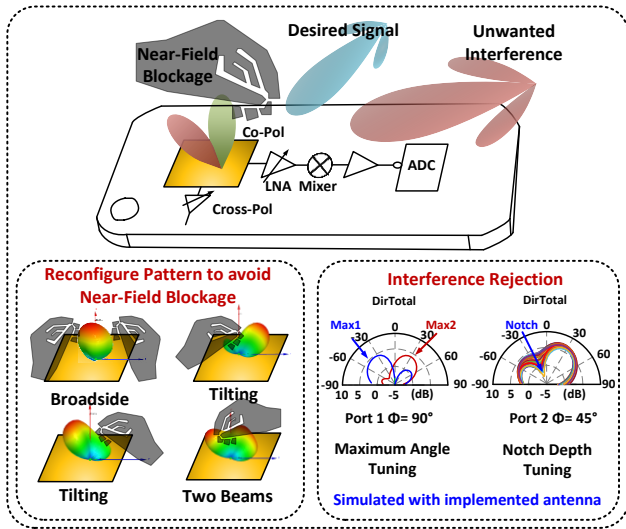 Near-Field
Blockage
Desired Signal
Unwanted
Interference
Co-Pol
LNA
Mixer
ADC
Cross-Pol
Reconfigure Pattern to avoid
Near-Field Blockage
Broadside
Tilting
Tilting
Two Beams
Interference Rejection
DirTotal
DirTotal
Max1
Max2
Notch
-90 -60 -30 0 30 60 90
10 5 0 -5 (dB)
-90 -60 -30 0 30 60 90
10 5 0 -5 (dB)
Port 1 Φ= 90°
Port 2 Φ= 45°
Maximum Angle
Tuning
Notch Depth
Tuning
Simulated with implemented antenna